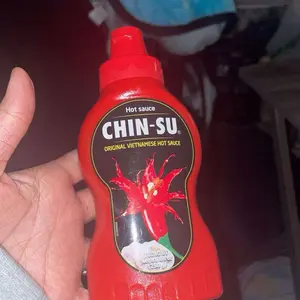 Hot sauce
CHIN-SU®
ORIGINAL VIETNAMESE HOT SAUCE